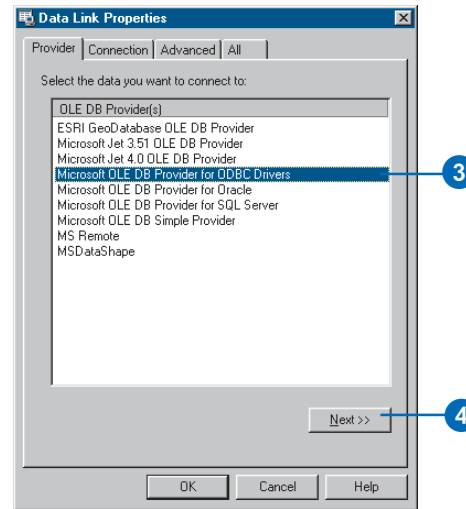 Data Link Properties
Provider Connection Advanced All
Select the data you want to connect to:
OLE DB Provider(s)
ESRI GeoDatabase OLE DB Provider
Microsoft Jet 3.51 OLE DB Provider
Microsoft Jet 4.0 OLE DB Provider
Microsoft OLE DB Provider for ODBC Drivers
3
Microsoft OLE DB Provider for Oracle
Microsoft OLE DB Provider for SQL Server
Microsoft OLE DB Simple Provider
MS Remote
MSDataShape
Next >>
4
OK Cancel Help